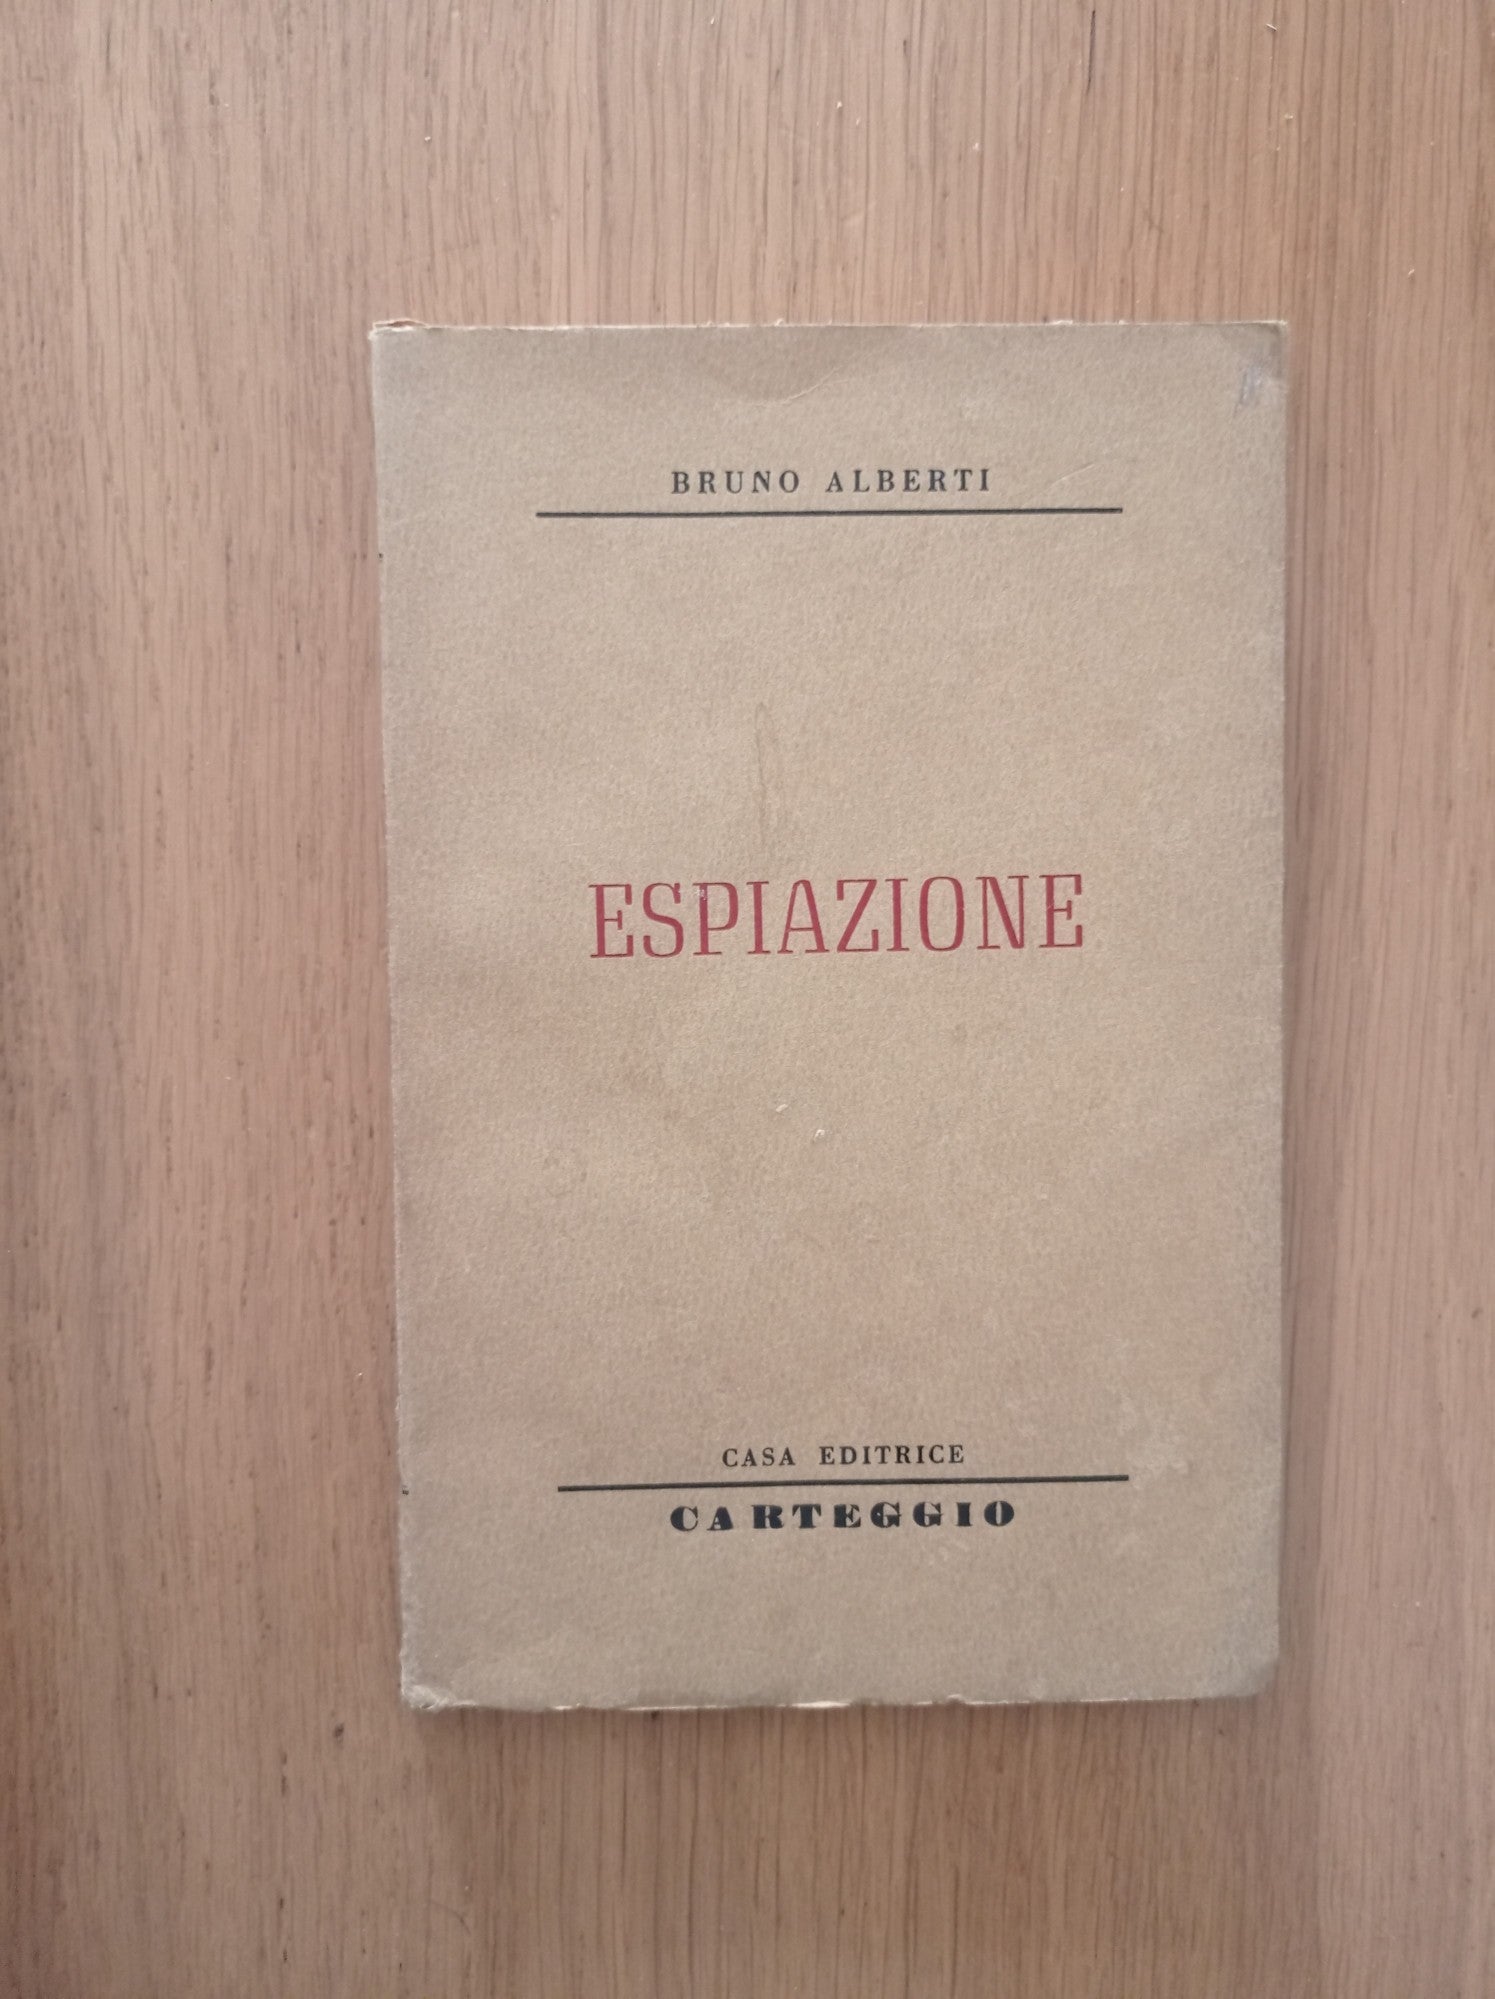 BRUNO ALBERTI
ESPIAZIONE
CASA EDITRICE
CARTEGGIO